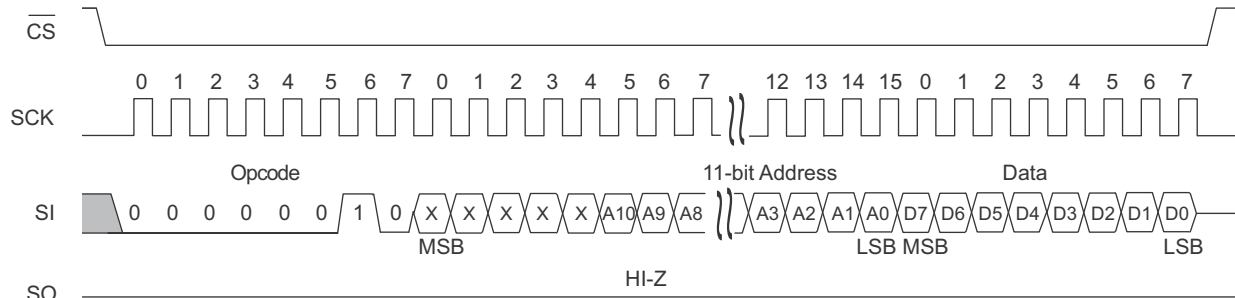 CS
0 1 2 3 4 5 6 7 0 1 2 3 4 5 6 7 12 13 14 15 0 1 2 3 4 5 6 7
SCK
Opcode 11-bit Address Data
SI 0 0 0 0 0 0 1 0 X X X X X A10 A9 A8 A3 A2 A1 A0 D7 D6 D5 D4 D3 D2 D1 D0
MSB LSB MSB LSB
HI-Z
SO